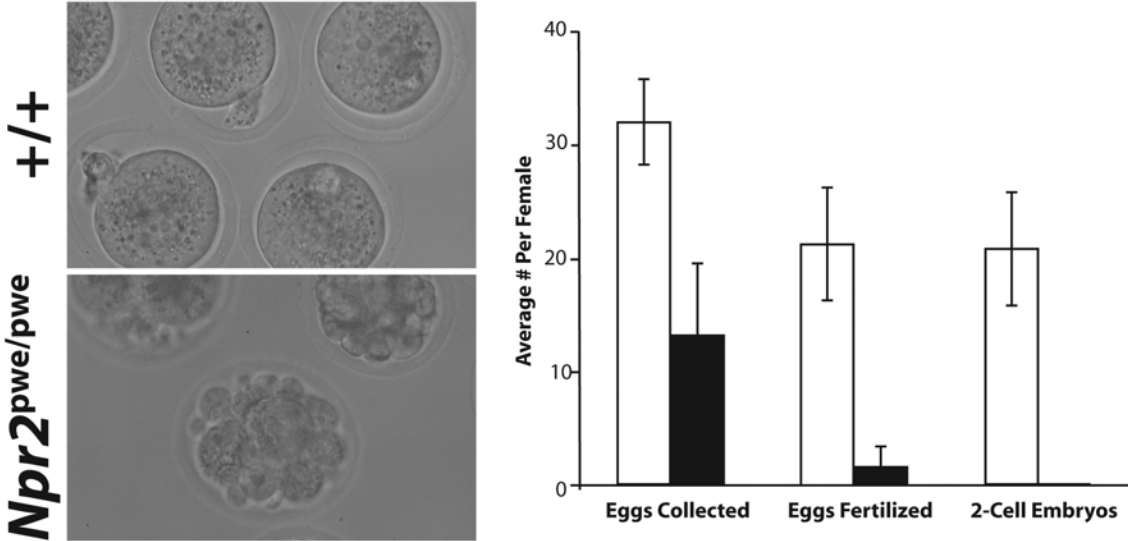 +/+
Npr2pwe/pwe
Average # Per Female
40
30
20
10
0
Eggs Collected
Eggs Fertilized
2-Cell Embryos